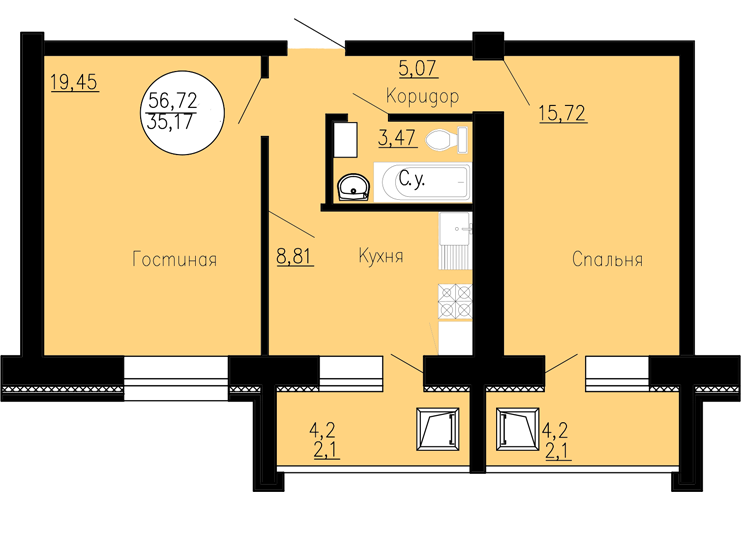 19,45
56,72
35,17
5,07
Коридор
15,72
3,47
С.у.
Гостиная
8,81
Кухня
Спальня
4,2
2,1
4,2
2,1